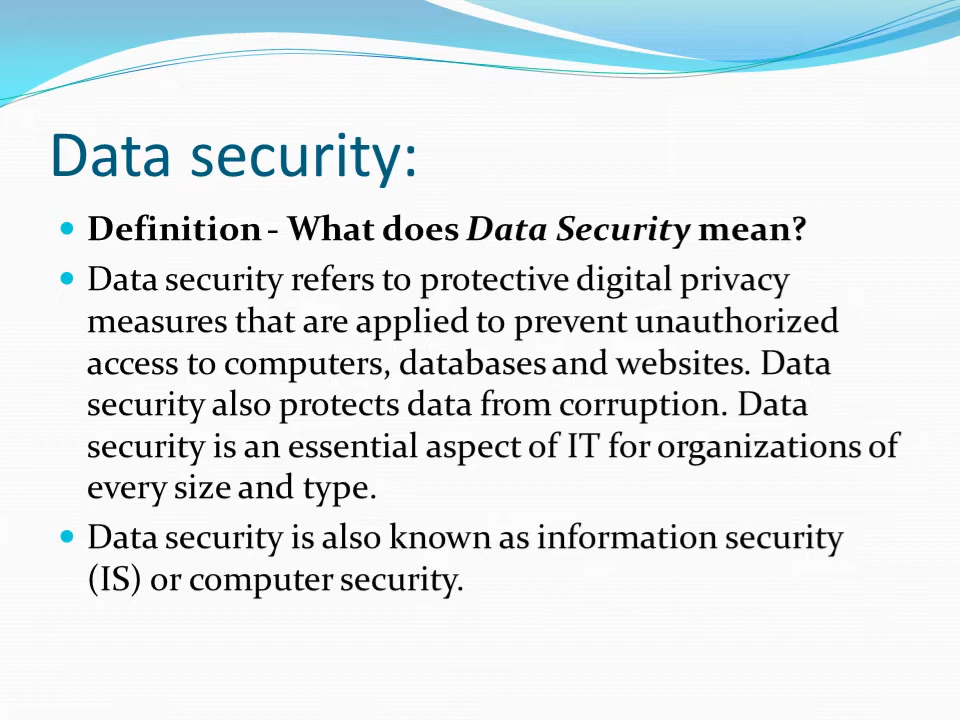 Data security:
Definition - What does Data Security mean?
Data security refers to protective digital privacy
measures that are applied to prevent unauthorized
access to computers, databases and websites. Data
security also protects data from corruption. Data
security is an essential aspect of IT for organizations of
every size and type.
Data security is also known as information security
(IS) or computer security.